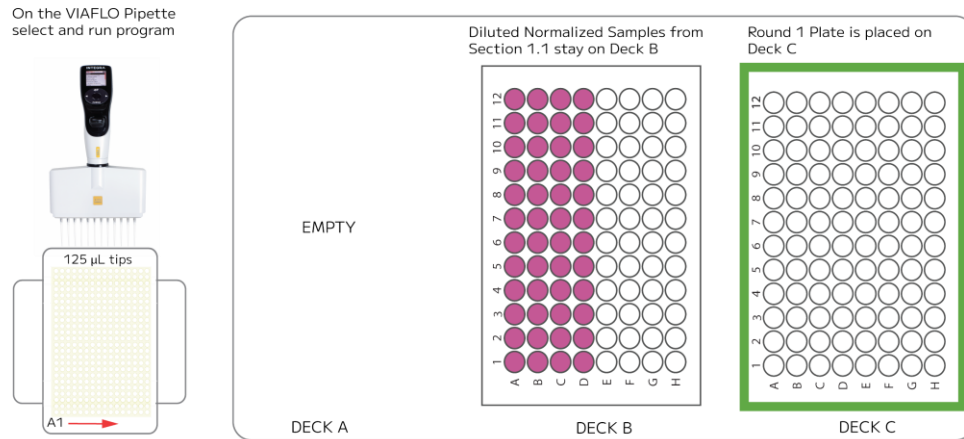 On the VIAFLO Pipette
select and run program
INTEGRA
125 µL tips
A1
EMPTY
DECK A
Diluted Normalized Samples from
Section 1.1 stay on Deck B
12
11
10
9
8
7
6
5
4
3
2
1
A B C D E F G H
DECK B
Round 1 Plate is placed on
Deck C
12
11
10
9
8
7
6
5
4
3
2
1
A B C D E F G H
DECK C